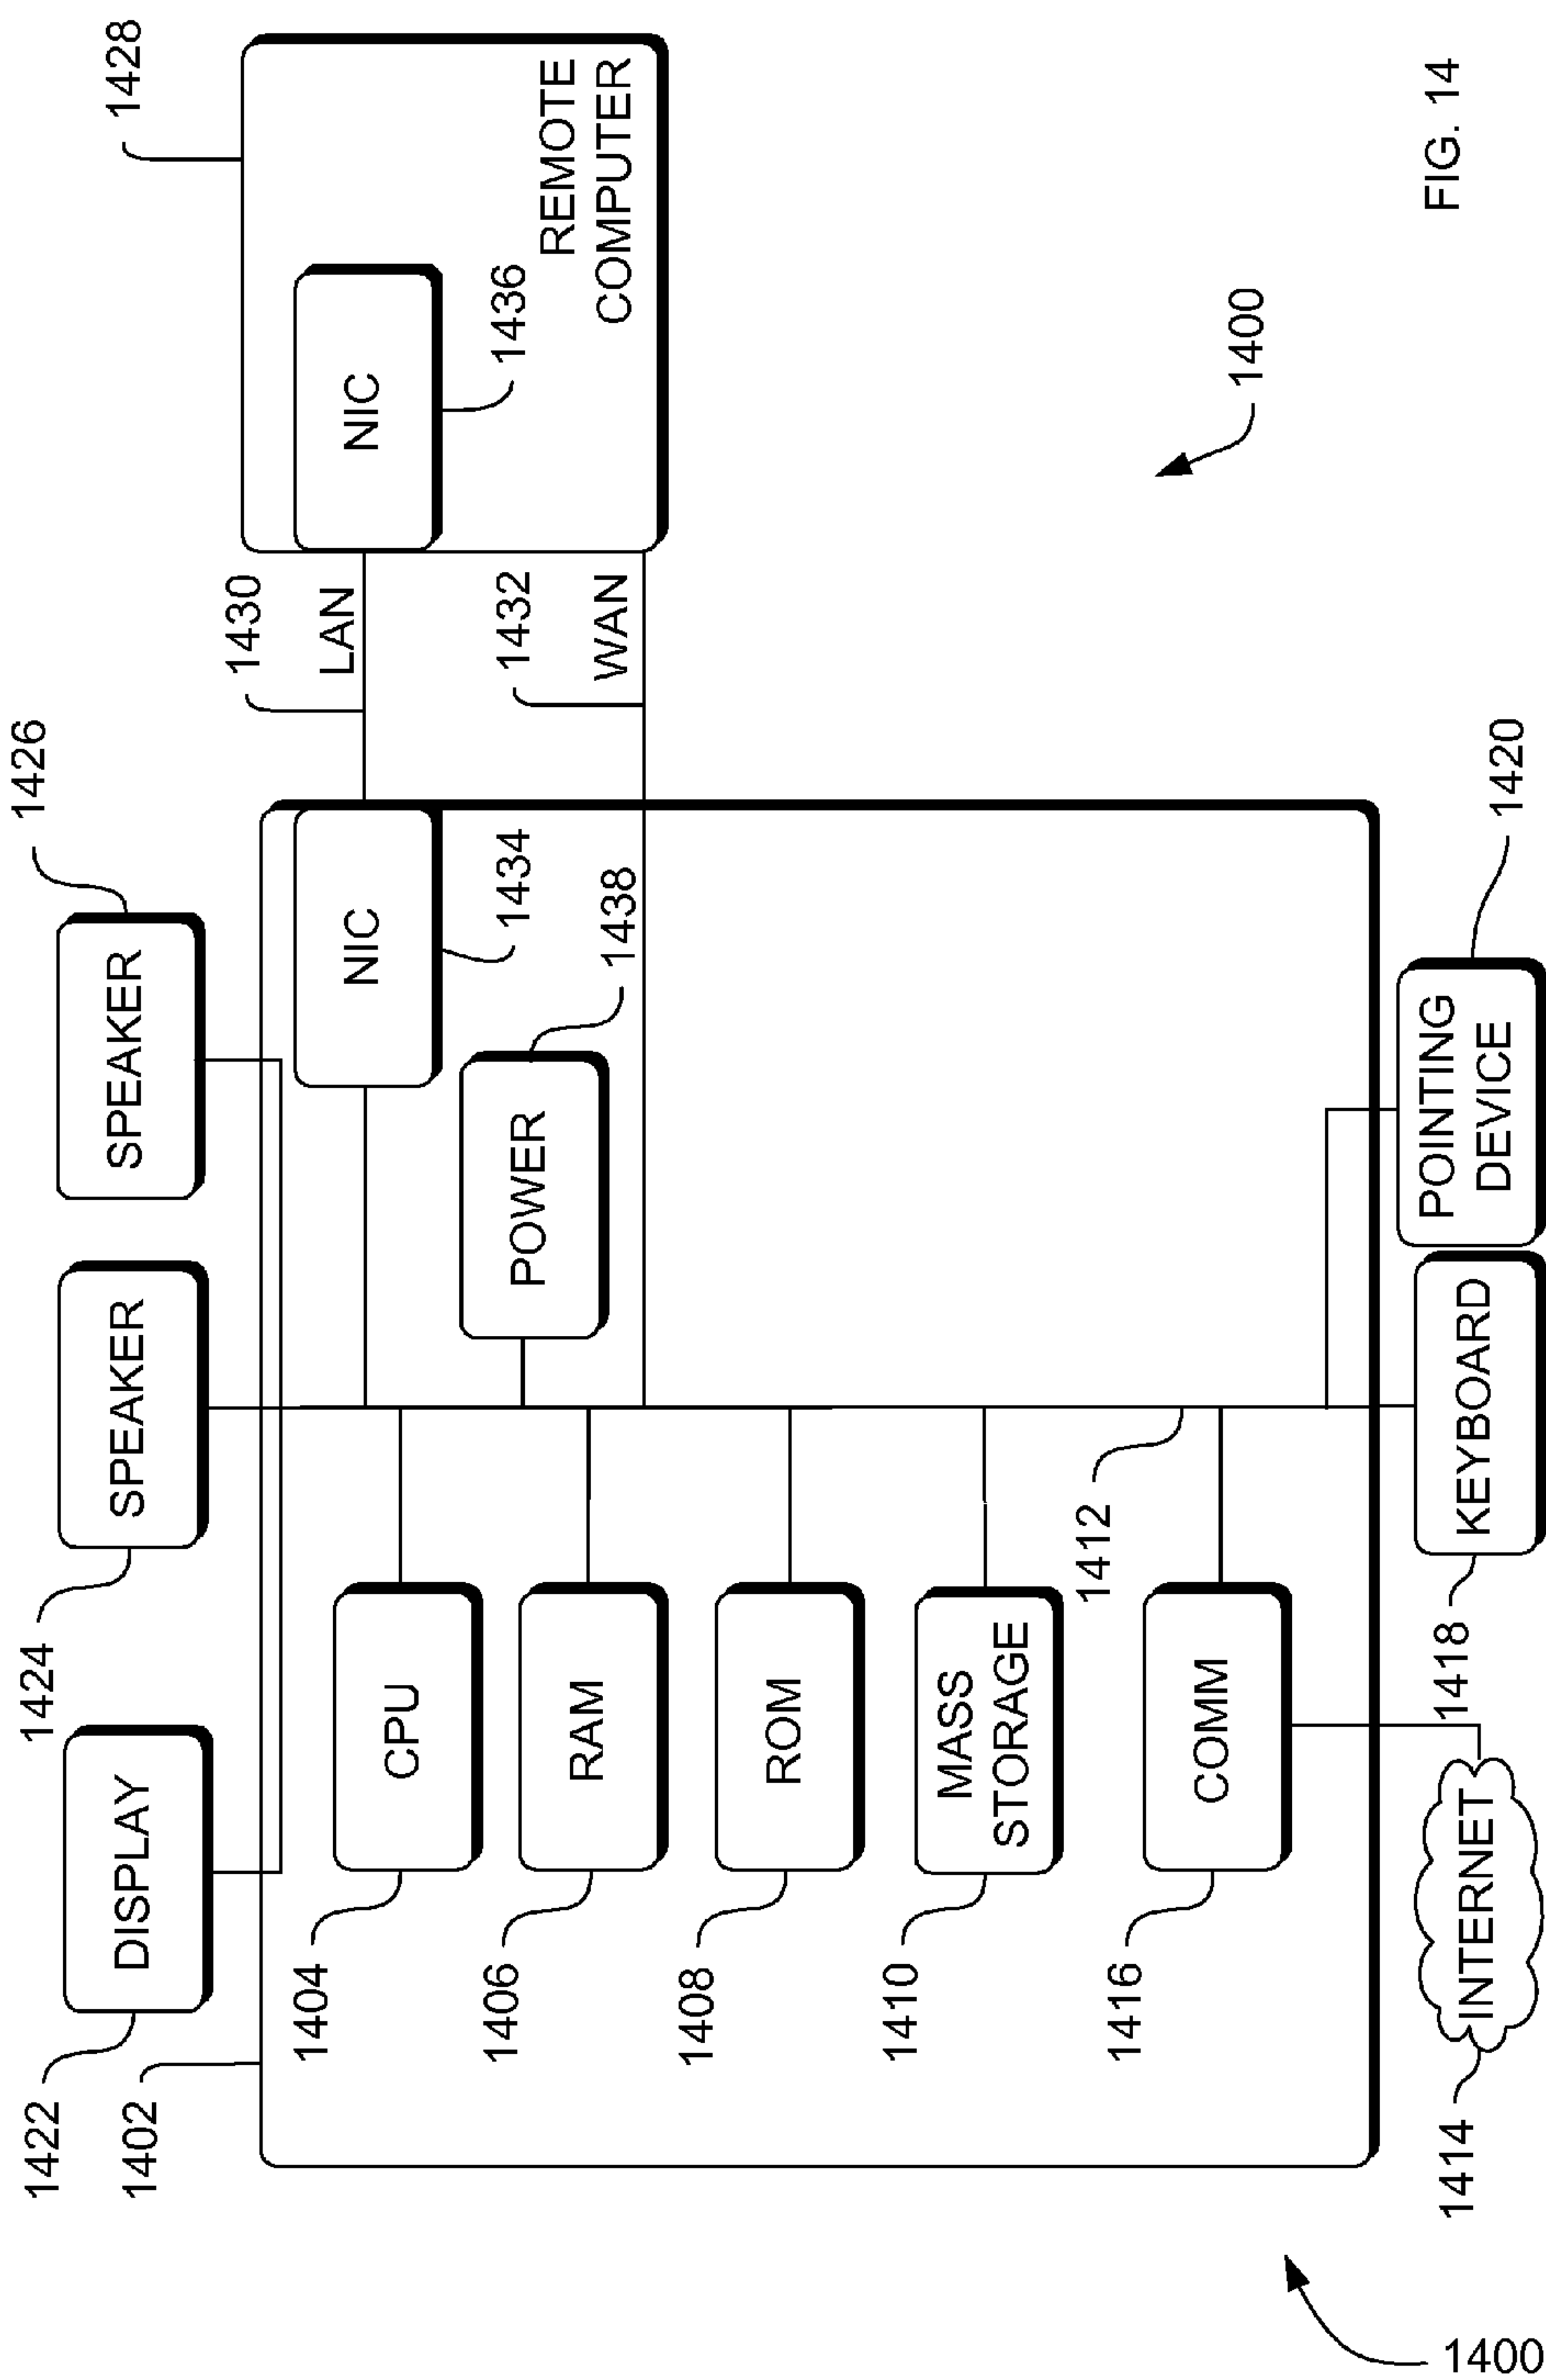 1422
DISPLAY
1424
SPEAKER
SPEAKER
1426
1428
1402
1404
CPU
NIC
1434
1430
LAN
NIC
1436
REMOTE
COMPUTER
1406
RAM
POWER
1438
1432
WAN
1408
ROM
1410
MASS
STORAGE
1412
1416
COMM
1400
1414
INTERNET
1418
KEYBOARD
POINTING
DEVICE
1420
1400
FIG. 14